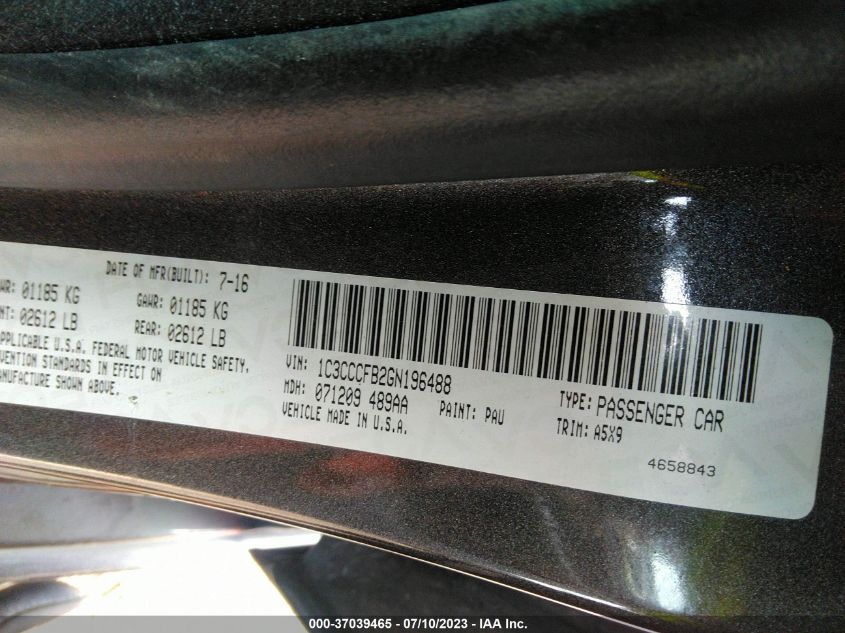 DATE OF MFR(BUILT): 7-16
01185 KG GAWR: 01185 KG
02612 LB REAR: 02612 LB
U.S.A. FEDERAL MOTOR VEHICLE SAFETY,
STANDARDS IN EFFECT ON
SHOWN ABOVE.
VIN: 1C3CCCFB2GN196488
MDH: 071209 489AA PAINT: PAU
VEHICLE MADE IN U.S.A.
TYPE: PASSENGER CAR
TRIM: A5X9
4658843
000-37039465 / 07/10/2023 / IAA Inc.